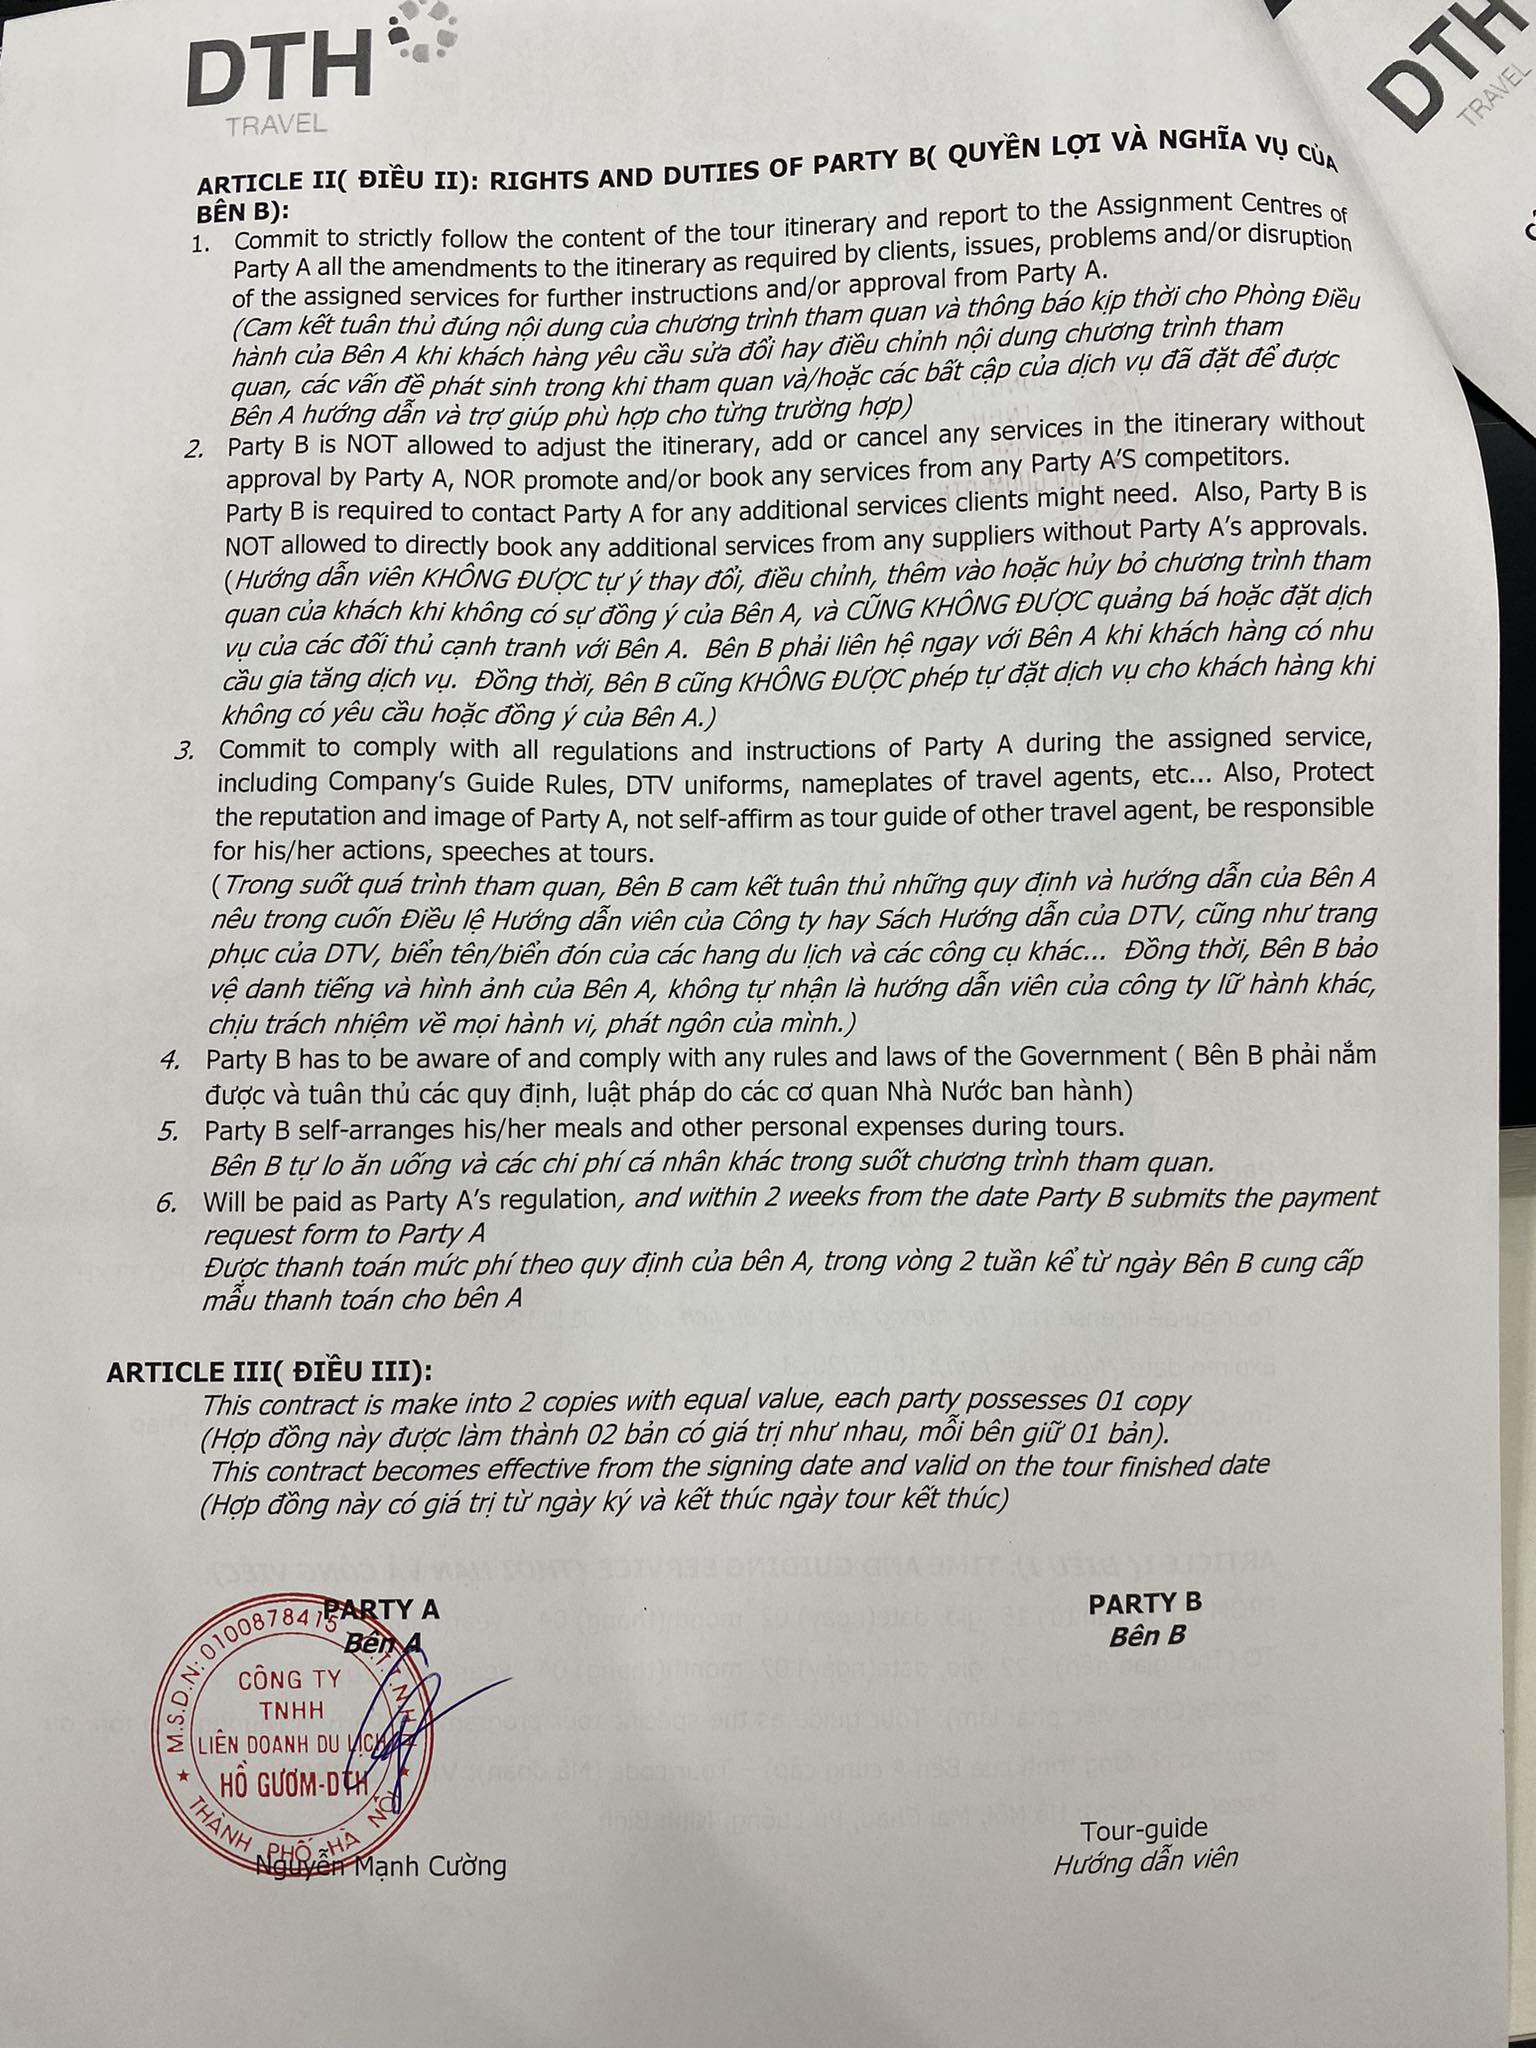 DTH
TRAVEL
DTH
TRAVEL
ARTICLE II( ĐIỀU II): RIGHTS AND DUTIES OF PARTY B( QUYỀN LỢI VÀ NGHĨA VỤ CỦA
BÊN B):
1. Commit to strictly follow the content of the tour itinerary and report to the Assignment Centres of
Party A all the amendments to the itinerary as required by clients, issues, problems and/or disruption
of the assigned services for further instructions and/or approval from Party A.
(Cam kết tuân thủ đúng nội dung của chương trình tham quan và thông báo kịp thời cho Phòng Điều
hành của Bên A khi khách hàng yêu cầu sửa đổi hay điều chỉnh nội dung chương trình tham
quan, các vấn đề phát sinh trong khi tham quan và/hoặc các bất cập của dịch vụ đã đặt để được
Bên A hướng dẫn và trợ giúp phù hợp cho từng trường hợp)
2. Party B is NOT allowed to adjust the itinerary, add or cancel any services in the itinerary without
approval by Party A, NOR promote and/or book any services from any Party A'S competitors.
Party B is required to contact Party A for any additional services clients might need. Also, Party B is
NOT allowed to directly book any additional services from any suppliers without Party A's approvals.
(Hướng dẫn viên KHÔNG ĐƯỢC tự ý thay đổi, điều chỉnh, thêm vào hoặc hủy bỏ chương trình tham
quan của khách khi không có sự đồng ý của Bên A, và CŨNG KHÔNG ĐƯỢC quảng bá hoặc đặt dịch
vụ của các đối thủ cạnh tranh với Bên A. Bên B phải liên hệ ngay với Bên A khi khách hàng có nhu
cầu gia tăng dịch vụ. Đồng thời, Bên B cũng KHÔNG ĐƯỢC phép tự đặt dịch vụ cho khách hàng khi
không có yêu cầu hoặc đồng ý của Bên A.)
3. Commit to comply with all regulations and instructions of Party A during the assigned service,
including Company's Guide Rules, DTV uniforms, nameplates of travel agents, etc... Also, Protect
the reputation and image of Party A, not self-affirm as tour guide of other travel agent, be responsible
for his/her actions, speeches at tours.
(Trong suốt quá trình tham quan, Bên B cam kết tuân thủ những quy định và hướng dẫn của Bên A
nêu trong cuốn Điều lệ Hướng dẫn viên của Công ty hay Sách Hướng dẫn của DTV, cũng như trang
phục của DTV, biển tên/biển đón của các hang du lịch và các công cụ khác... Đồng thời, Bên B bảo
vệ danh tiếng và hình ảnh của Bên A, không tự nhận là hướng dẫn viên của công ty lữ hành khác,
chịu trách nhiệm về mọi hành vi, phát ngôn của mình.)
4. Party B has to be aware of and comply with any rules and laws of the Government ( Bên B phải nắm
được và tuân thủ các quy định, luật pháp do các cơ quan Nhà Nước ban hành)
5. Party B self-arranges his/her meals and other personal expenses during tours.
Bên B tự lo ăn uống và các chi phí cá nhân khác trong suốt chương trình tham quan.
6. Will be paid as Party A's regulation, and within 2 weeks from the date Party B submits the payment
request form to Party A
Được thanh toán mức phí theo quy định của bên A, trong vòng 2 tuần kể từ ngày Bên B cung cấp
mẫu thanh toán cho bên A
ARTICLE III( ĐIỀU III):
This contract is make into 2 copies with equal value, each party possesses 01 copy
(Hợp đồng này được làm thành 02 bản có giá trị như nhau, mỗi bên giữ 01 bản).
This contract becomes effective from the signing date and valid on the tour finished date
(Hợp đồng này có giá trị từ ngày ký và kết thúc ngày tour kết thúc)
PARTY A
Bên A
PARTY B
Bên B
M.S.D.N: 0100878415
CÔNG TY
TNHH
LIÊN DOANH DU LỊCH
HỒ GƯƠM-DTH
THÀNH PHỐ HÀ NỘI
Nguyễn Mạnh Cường
Tour-guide
Hướng dẫn viên